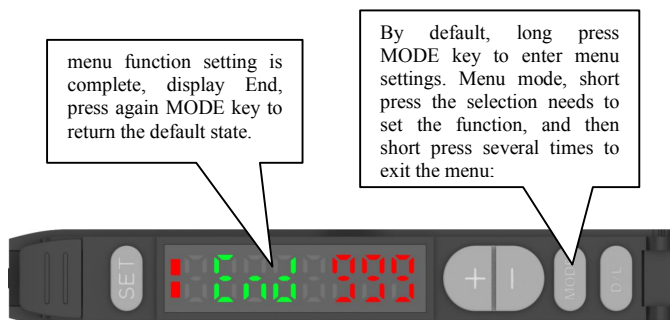 menu function setting is
complete, display End,
press again MODE key to
return the default state.
By default, long press
MODE key to enter menu
settings. Menu mode, short
press the selection needs to
set the function, and then
short press several times to
exit the menu:
SET
End 999
+ -
MODE
D/L